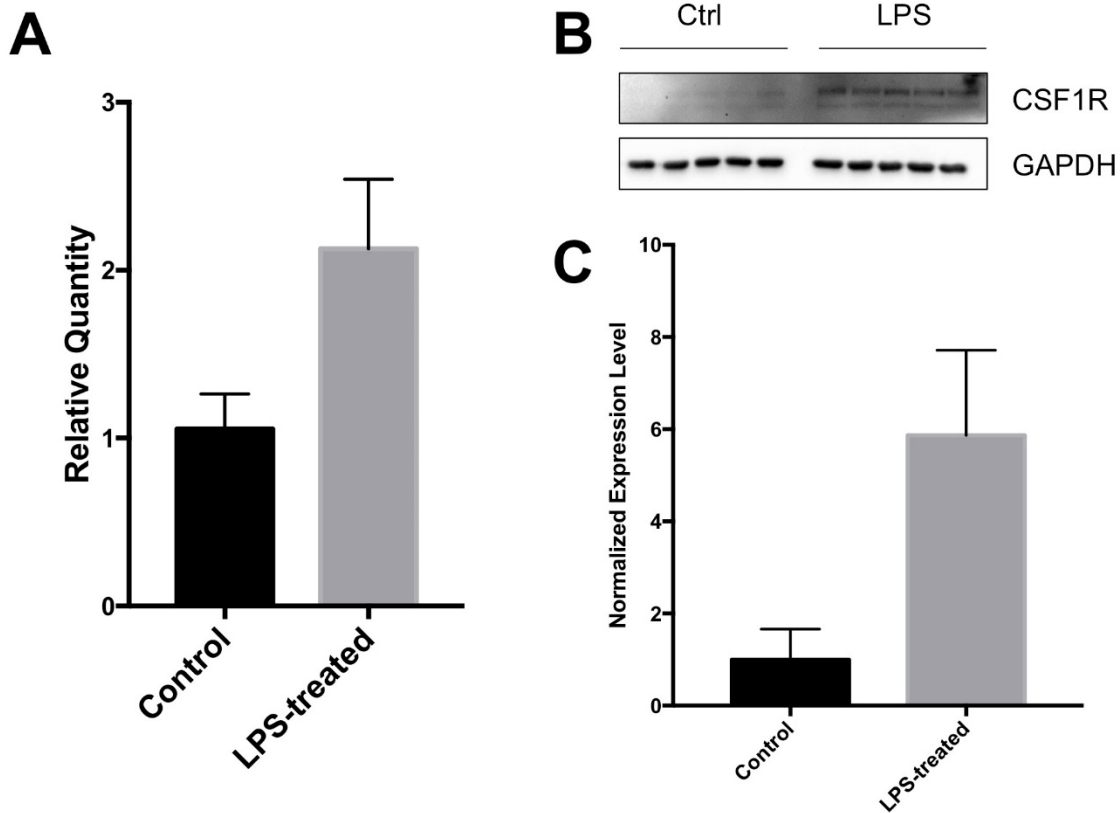 A
Relative Quantity
3
2
1
0
Control
LPS-treated
B
Ctrl
LPS
CSF1R
GAPDH
C
Normalized Expression Level
10
8
6
4
2
0
Control
LPS-treated